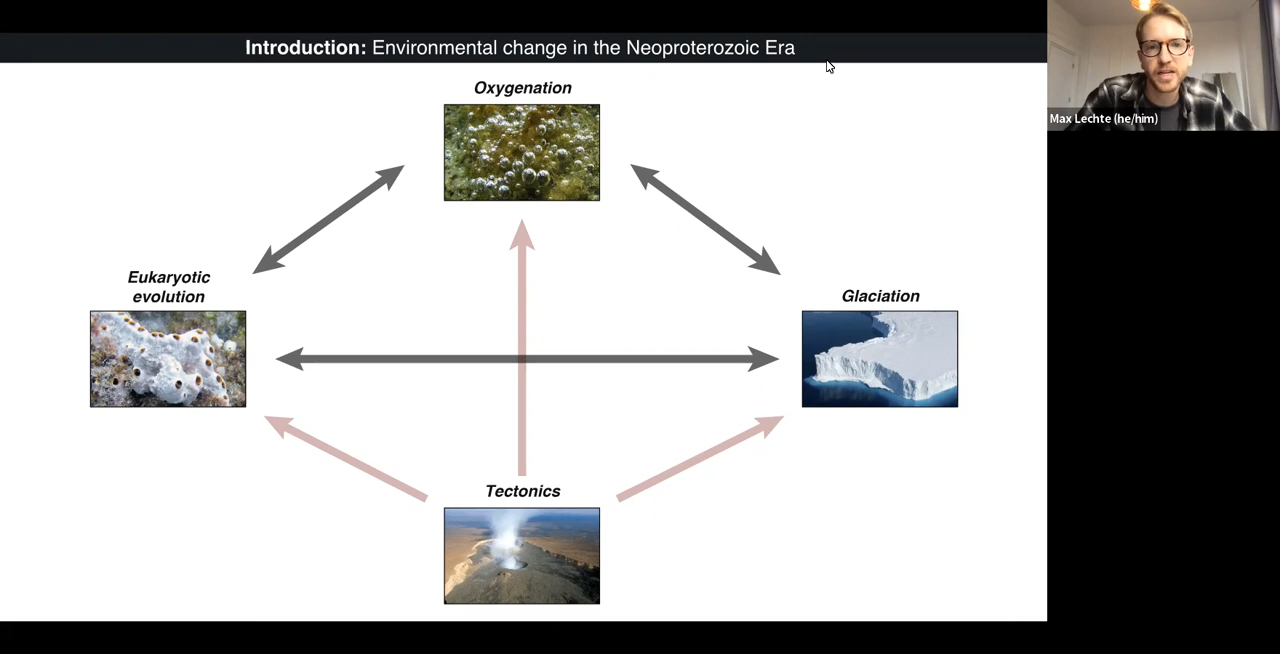 Introduction: Environmental change in the Neoproterozoic Era
Max Lechte (he/him)
Oxygenation
Eukaryotic
evolution
Glaciation
Tectonics